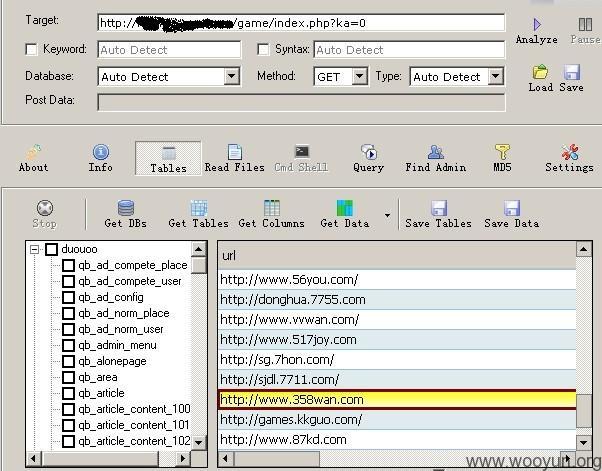 Target: http:// /game/index.php?ka=0
Analyze Pause
Keyword: Auto Detect Syntax: Auto Detect
Database: Auto Detect Method: GET Type: Auto Detect
Load Save
Post Data:
About Info Tables Read Files Cmd Shell Query Find Admin MD5 Settings
Stop Get DBs Get Tables Get Columns Get Data Save Tables Save Data
duouoo
qb_ad_compete_place
qb_ad_compete_user
qb_ad_config
qb_ad_norm_place
qb_ad_norm_user
qb_admin_menu
qb_alonepage
qb_area
qb_article
qb_article_content_100
qb_article_content_101
qb_article_content_102
url
http://www.56you.com/
http://donghua.7755.com
http://www.vvwan.com/
http://www.517joy.com
http://sg.7hon.com/
http://sjdl.7711.com/
http://www.358wan.com
http://games.kkguo.com/
http://www.87kd.com
www.wooyun.org